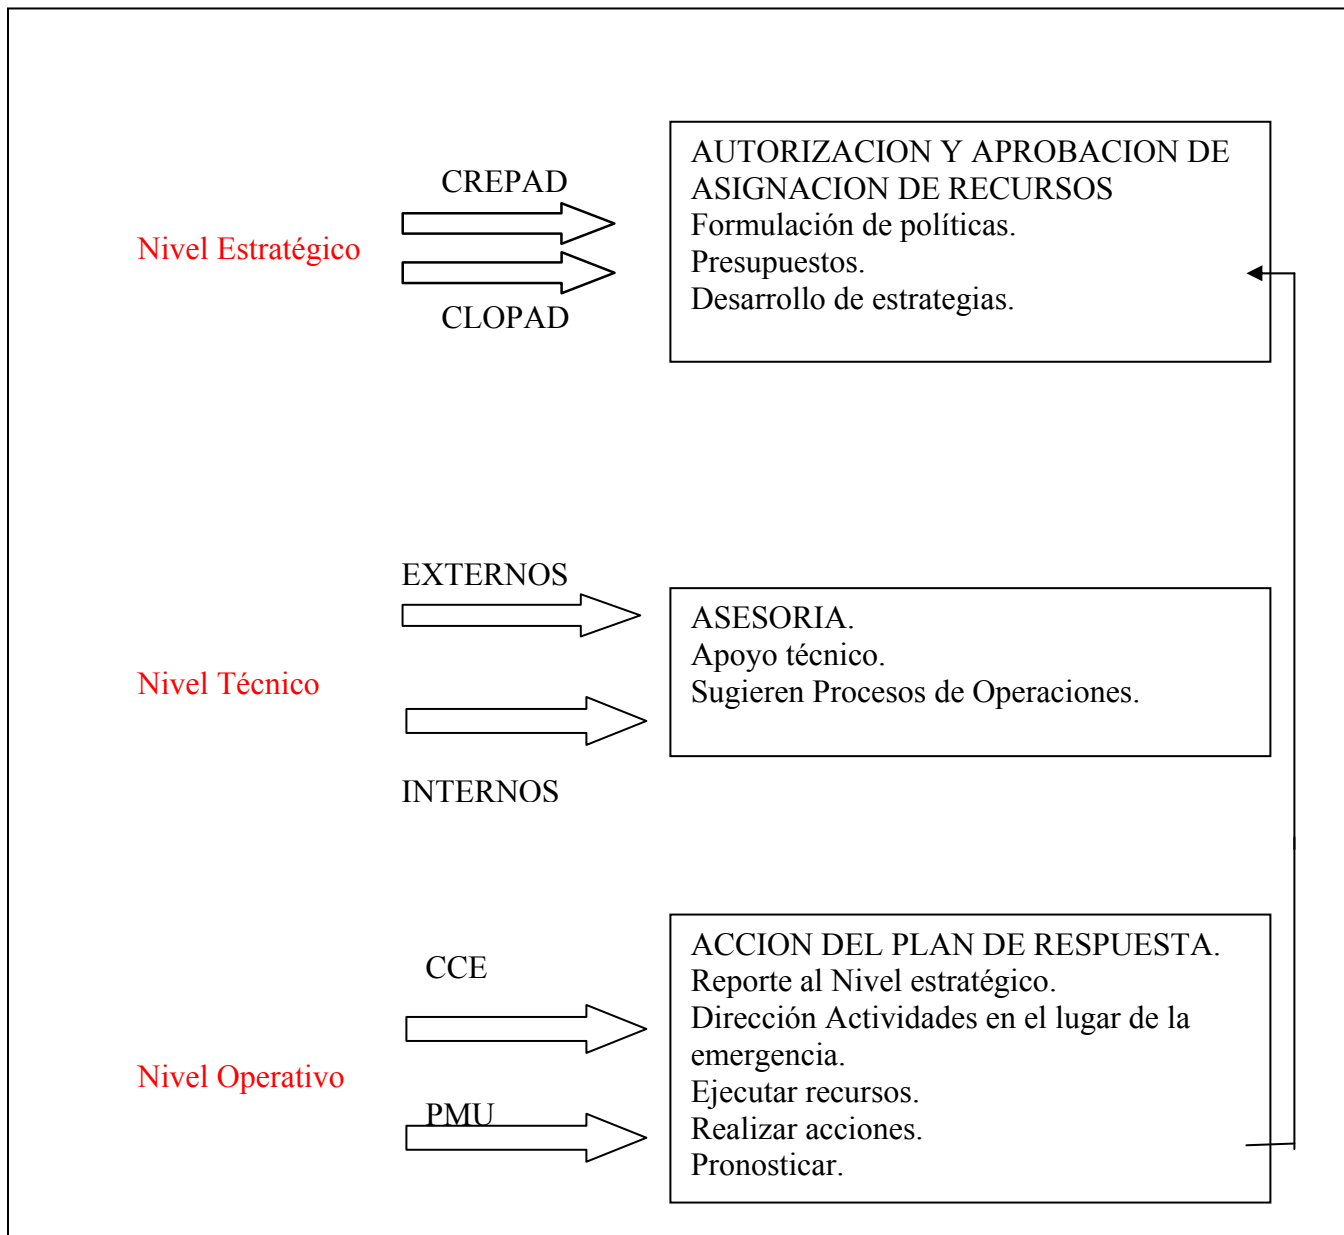 CREPAD
Nivel Estratégico
CLOPAD
AUTORIZACION Y APROBACION DE
ASIGNACION DE RECURSOS
Formulación de políticas.
Presupuestos.
Desarrollo de estrategias.
EXTERNOS
Nivel Técnico
INTERNOS
ASESORIA.
Apoyo técnico.
Sugieren Procesos de Operaciones.
CCE
Nivel Operativo
PMU
ACCION DEL PLAN DE RESPUESTA.
Reporte al Nivel estratégico.
Dirección Actividades en el lugar de la
emergencia.
Ejecutar recursos.
Realizar acciones.
Pronosticar.